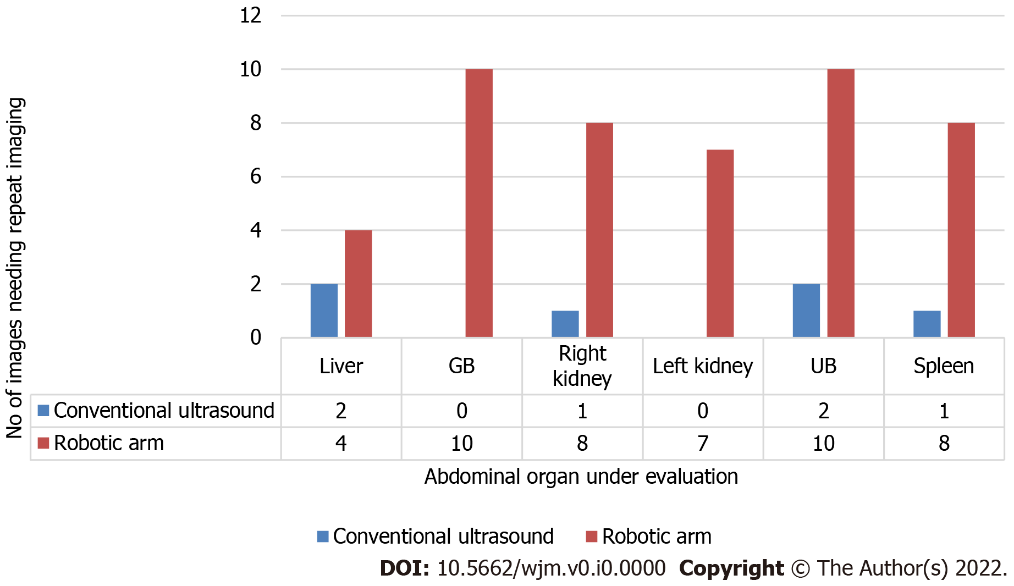 12
10
8
6
4
2
0
No of images needing repeat imaging
Liver GB Right kidney Left kidney UB Spleen
Conventional ultrasound 2 0 1 0 2 1
Robotic arm 4 10 8 7 10 8
Abdominal organ under evaluation
Conventional ultrasound Robotic arm
DOI: 10.5662/wjm.v0.i0.0000 Copyright © The Author(s) 2022.